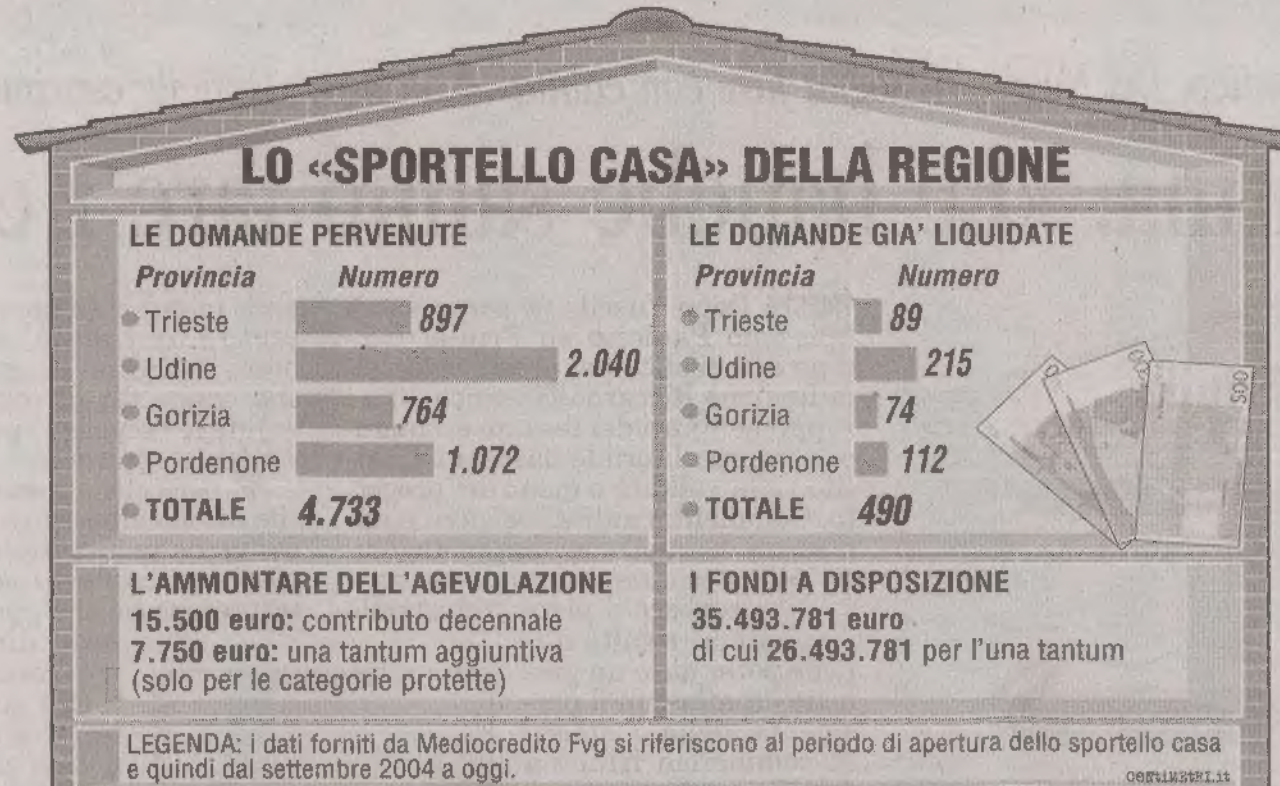 LO «SPORTELLO CASA» DELLA REGIONE
LE DOMANDE PERVENUTE
Provincia Numero
Trieste 897
Udine 2.040
Gorizia 764
Pordenone 1.072
TOTALE 4.733
LE DOMANDE GIA' LIQUIDATE
Provincia Numero
Trieste 89
Udine 215
Gorizia 74
Pordenone 112
TOTALE 490
500
L'AMMONTARE DELL'AGEVOLAZIONE
15.500 euro: contributo decennale
7.750 euro: una tantum aggiuntiva
(solo per le categorie protette)
I FONDI A DISPOSIZIONE
35.493.781 euro
di cui 26.493.781 per l'una tantum
LEGENDA: i dati forniti da Mediocredito Fvg si riferiscono al periodo di apertura dello sportello casa
e quindi dal settembre 2004 a oggi.
CENTIMETRI.it